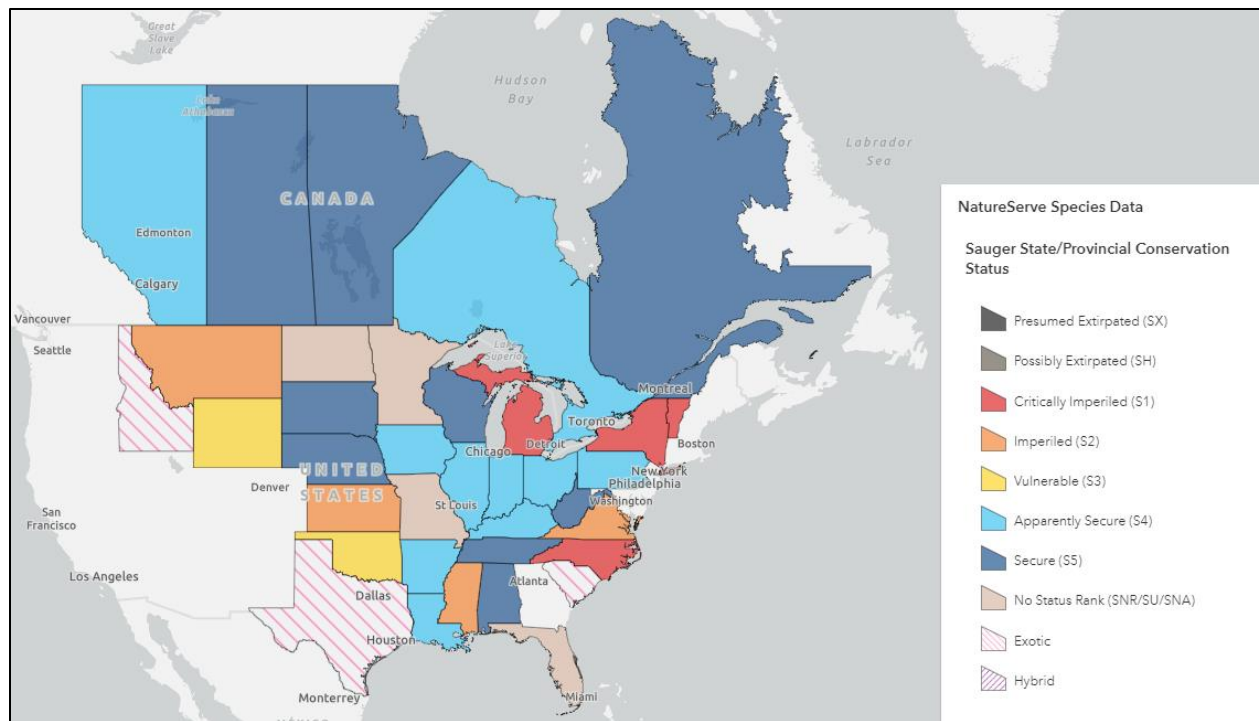 Great
Slave
Lake
Hudson
Bay
Labrador
Sea
Lake
Athabasca
CANADA
Edmonton
Calgary
Vancouver
Seattle
Lake
Superior
Montreal
Toronto
Detroit
Boston
Chicago
New York
Philadelphia
UNITED
STATES
Denver
St Louis
Washington
San
Francisco
Los Angeles
Atlanta
Dallas
Houston
Monterrey
Miami
MÉXICO
NatureServe Species Data
Sauger State/Provincial Conservation
Status
Presumed Extirpated (SX)
Possibly Extirpated (SH)
Critically Imperiled (S1)
Imperiled (S2)
Vulnerable (S3)
Apparently Secure (S4)
Secure (S5)
No Status Rank (SNR/SU/SNA)
Exotic
Hybrid